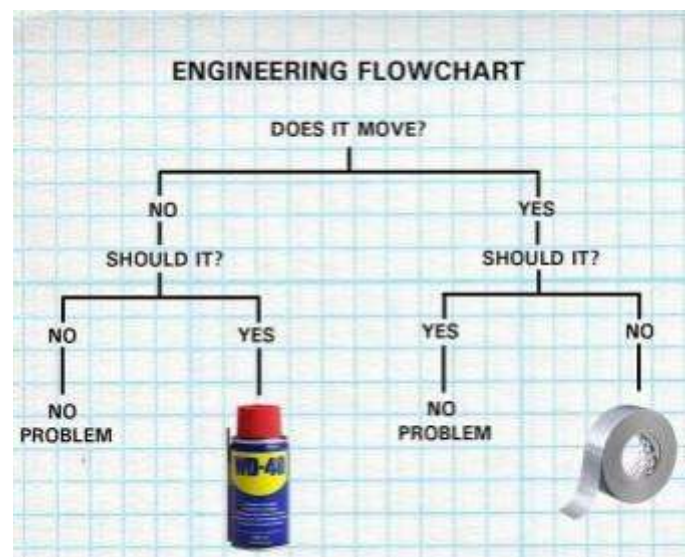 ENGINEERING FLOWCHART
DOES IT MOVE?
NO
YES
SHOULD IT?
SHOULD IT?
NO
YES
YES
NO
NO
PROBLEM
NO
PROBLEM
WD-40